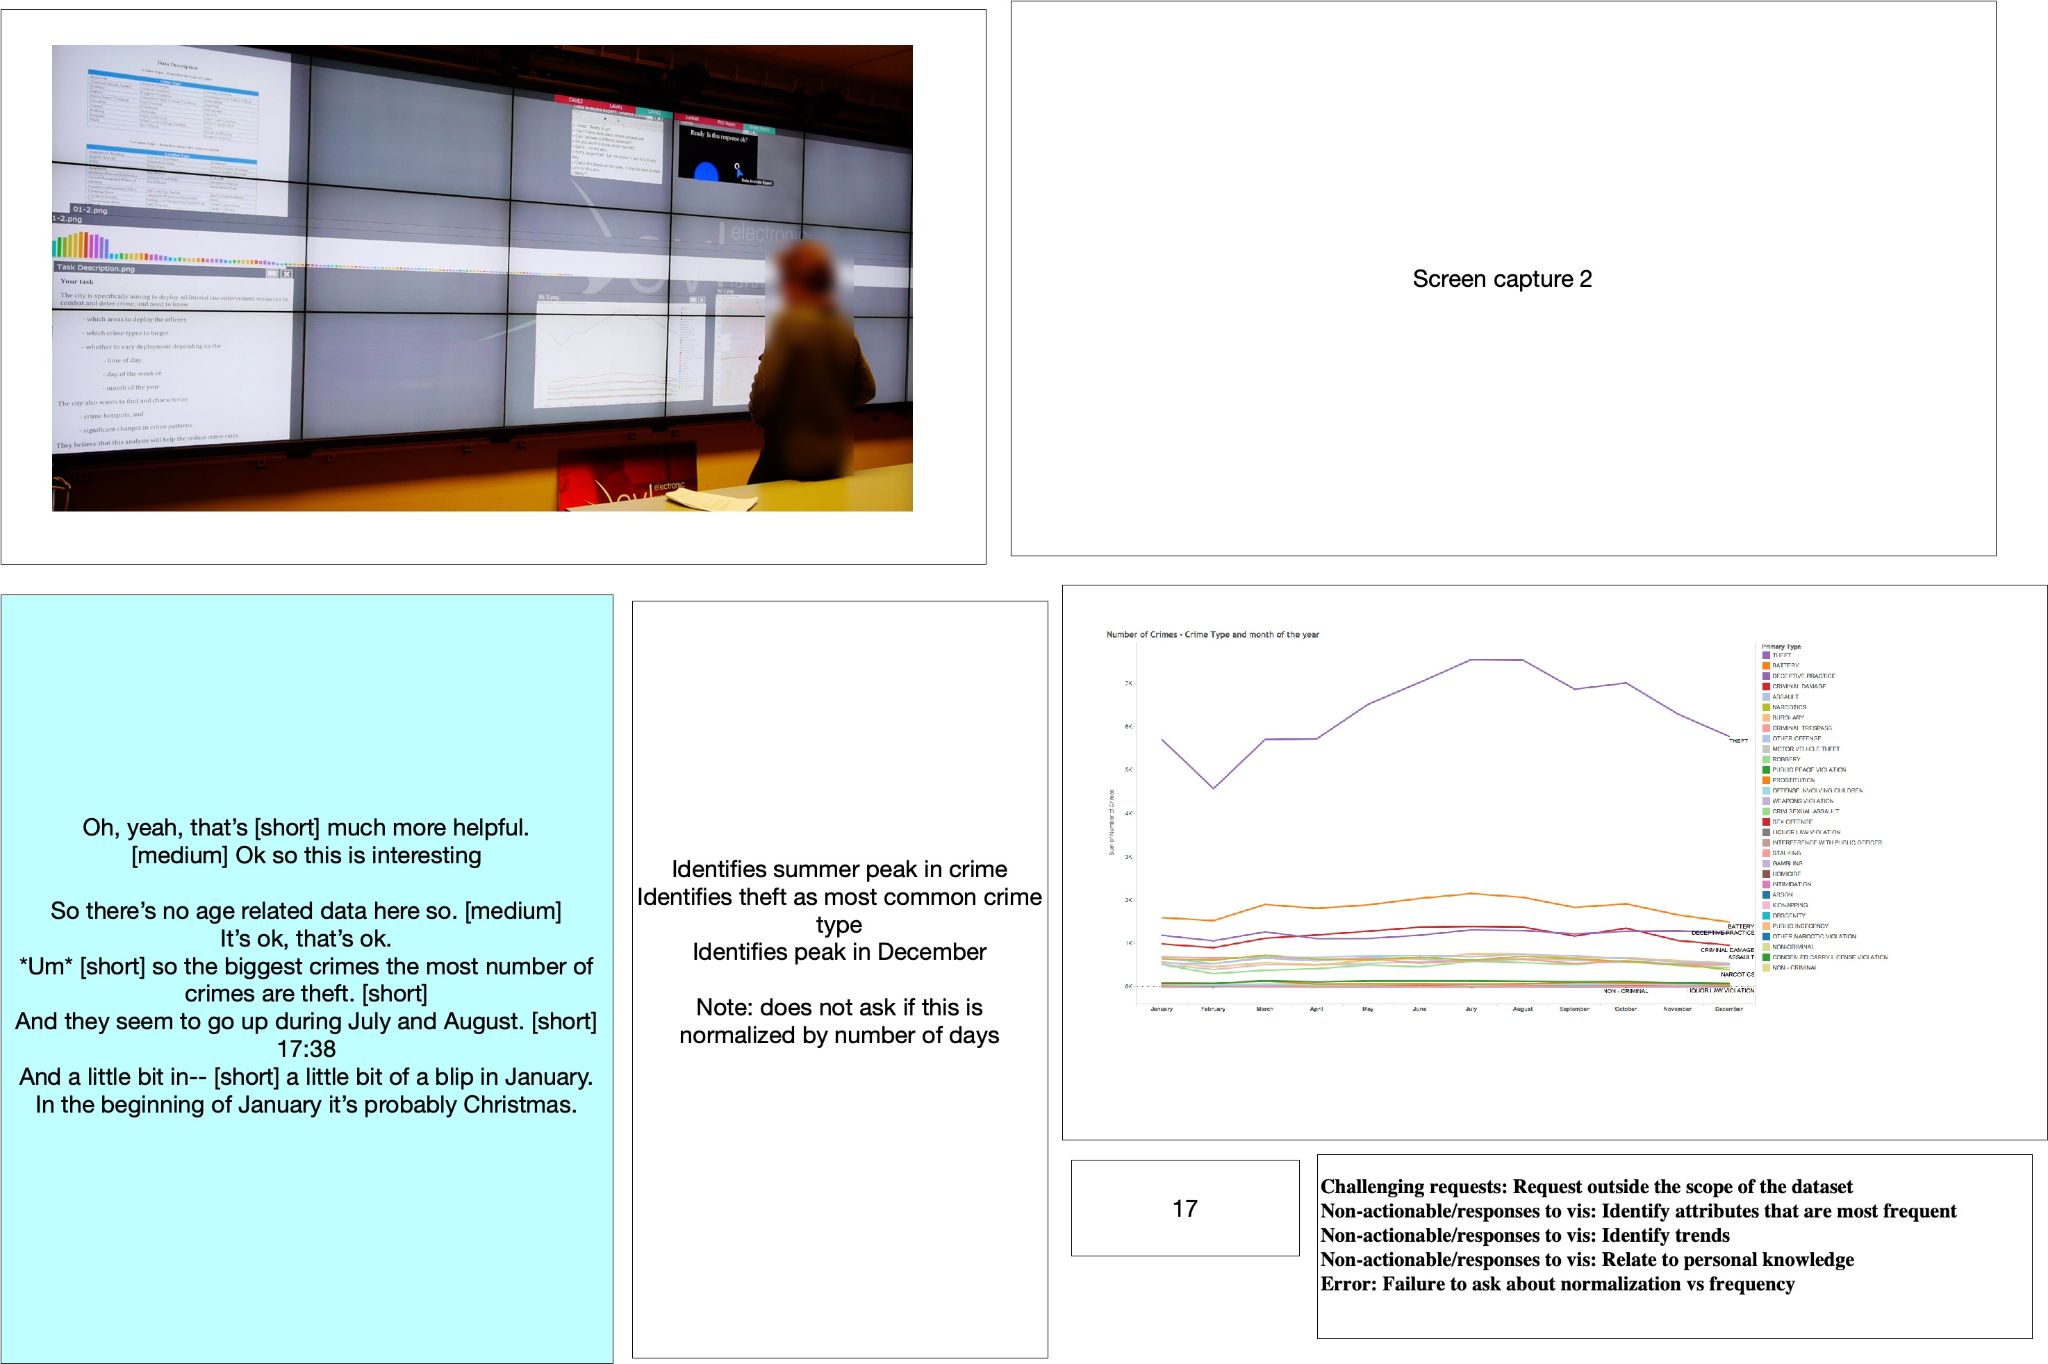 Data Description
01-2.png
1-2.png
Task Description.png
Your task
The city is specifically aiming to deploy additional law enforcement resources to
combat and deter crime, and need to know
- which areas to deploy the officers
- which crime types to target
- whether to vary deployment depending on the
- time of day,
- day of the week or
- month of the year
The city also wants to find and characterize
- crime hotspots, and
- significant changes in crime patterns.
They believe that this analysis will help the reduce crime rates.
CAVE2
LAVA1
Ready Is this response ok?
Data Analysis Expert
electronic
01-3.png
evl
electronic
Screen capture 2
Oh, yeah, that's [short] much more helpful.
[medium] Ok so this is interesting
So there's no age related data here so. [medium]
It's ok, that's ok.
*Um* [short] so the biggest crimes the most number of
crimes are theft. [short]
And they seem to go up during July and August. [short]
17:38
And a little bit in-- [short] a little bit of a blip in January.
In the beginning of January it's probably Christmas.
Identifies summer peak in crime
Identifies theft as most common crime
type
Identifies peak in December
Note: does not ask if this is
normalized by number of days
Number of Crimes - Crime Type and month of the year
Sum of Number of Crimes
7K
6K
5K
4K
3K
2K
1K
0K
January February March April May June July August September October November December
THEFT
BATTERY
DECEPTIVE PRACTICE
CRIMINAL DAMAGE
ASSAULT
NARCOTICS
NON - CRIMINAL
LIQUOR LAW VIOLATION
Primary Type
THEFT
BATTERY
DECEPTIVE PRACTICE
CRIMINAL DAMAGE
ASSAULT
NARCOTICS
BURGLARY
CRIMINAL TRESPASS
OTHER OFFENSE
MOTOR VEHICLE THEFT
ROBBERY
PUBLIC PEACE VIOLATION
PROSTITUTION
OFFENSE INVOLVING CHILDREN
WEAPONS VIOLATION
CRIM SEXUAL ASSAULT
SEX OFFENSE
LIQUOR LAW VIOLATION
INTERFERENCE WITH PUBLIC OFFICER
STALKING
GAMBLING
HOMICIDE
INTIMIDATION
ARSON
KIDNAPPING
OBSCENITY
PUBLIC INDECENCY
OTHER NARCOTIC VIOLATION
NON-CRIMINAL
CONCEALED CARRY LICENSE VIOLATION
NON - CRIMINAL
17
Challenging requests: Request outside the scope of the dataset
Non-actionable/responses to vis: Identify attributes that are most frequent
Non-actionable/responses to vis: Identify trends
Non-actionable/responses to vis: Relate to personal knowledge
Error: Failure to ask about normalization vs frequency